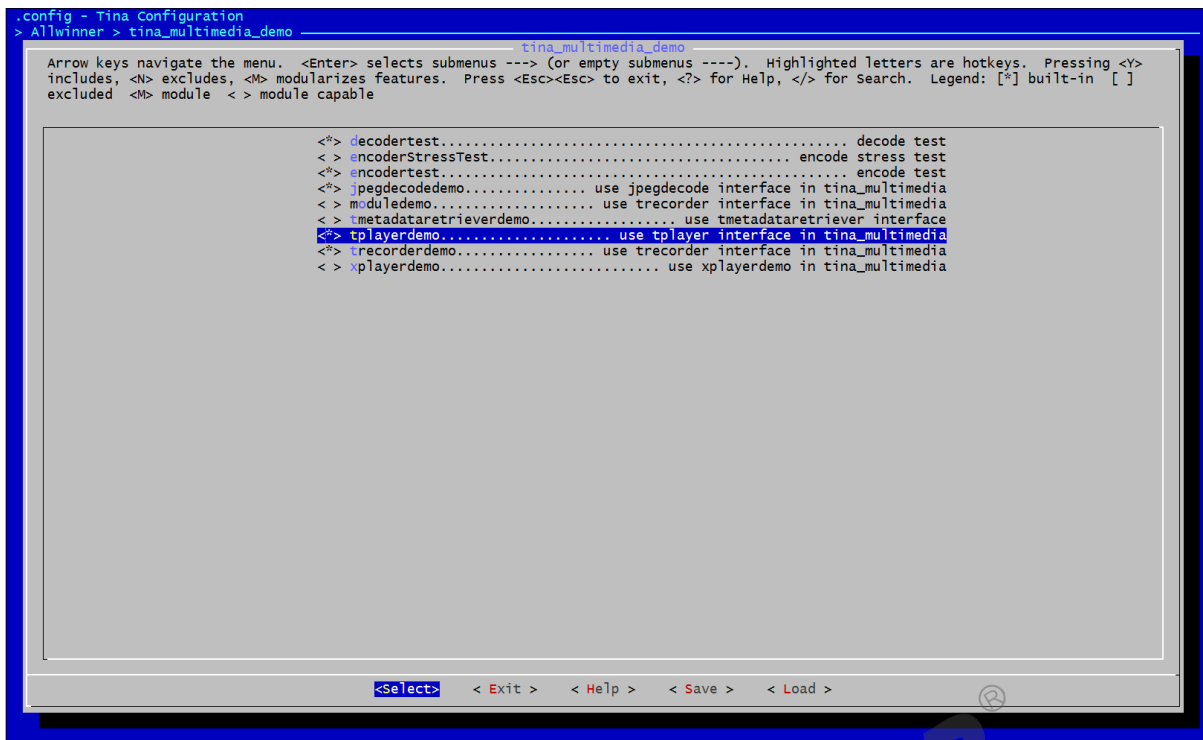 .config - Tina Configuration
> Allwinner > tina_multimedia_demo
tina_multimedia_demo
Arrow keys navigate the menu.  <Enter> selects submenus ---> (or empty submenus ----).  Highlighted letters are hotkeys.  Pressing <Y>
includes, <N> excludes, <M> modularizes features.  Press <Esc><Esc> to exit, <?> for Help, </> for Search.  Legend: [*] built-in  [ ]
excluded  <M> module  < > module capable
<*> decodertest.................................................. decode test
< > encoderStressTest..................................... encode stress test
<*> encodertest.................................................. encode test
<*> jpegdecodedemo............... use jpegdecode interface in tina_multimedia
< > moduledemo.................... use trecorder interface in tina_multimedia
< > tmetadataretrieverdemo.................. use tmetadataretriever interface
<*> tplayerdemo..................... use tplayer interface in tina_multimedia
<*> trecorderdemo................. use trecorder interface in tina_multimedia
< > xplayerdemo........................... use xplayerdemo in tina_multimedia
<Select>    < Exit >    < Help >    < Save >    < Load >
®